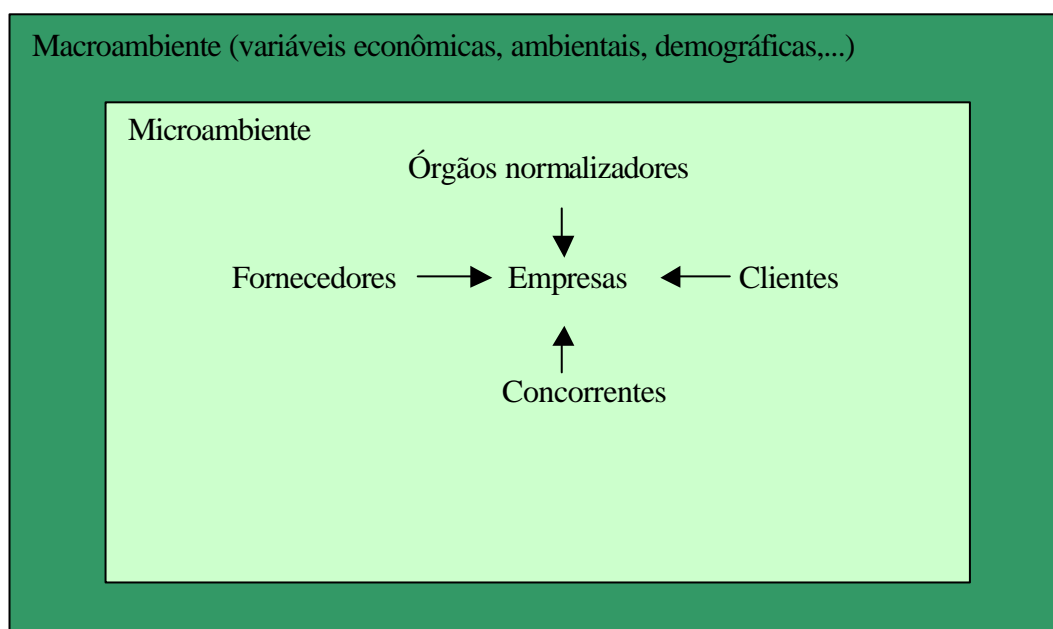 Macroambiente (variáveis econômicas, ambientais, demográficas,...)
Microambiente
Órgãos normalizadores
Fornecedores Empresas Clientes
Concorrentes